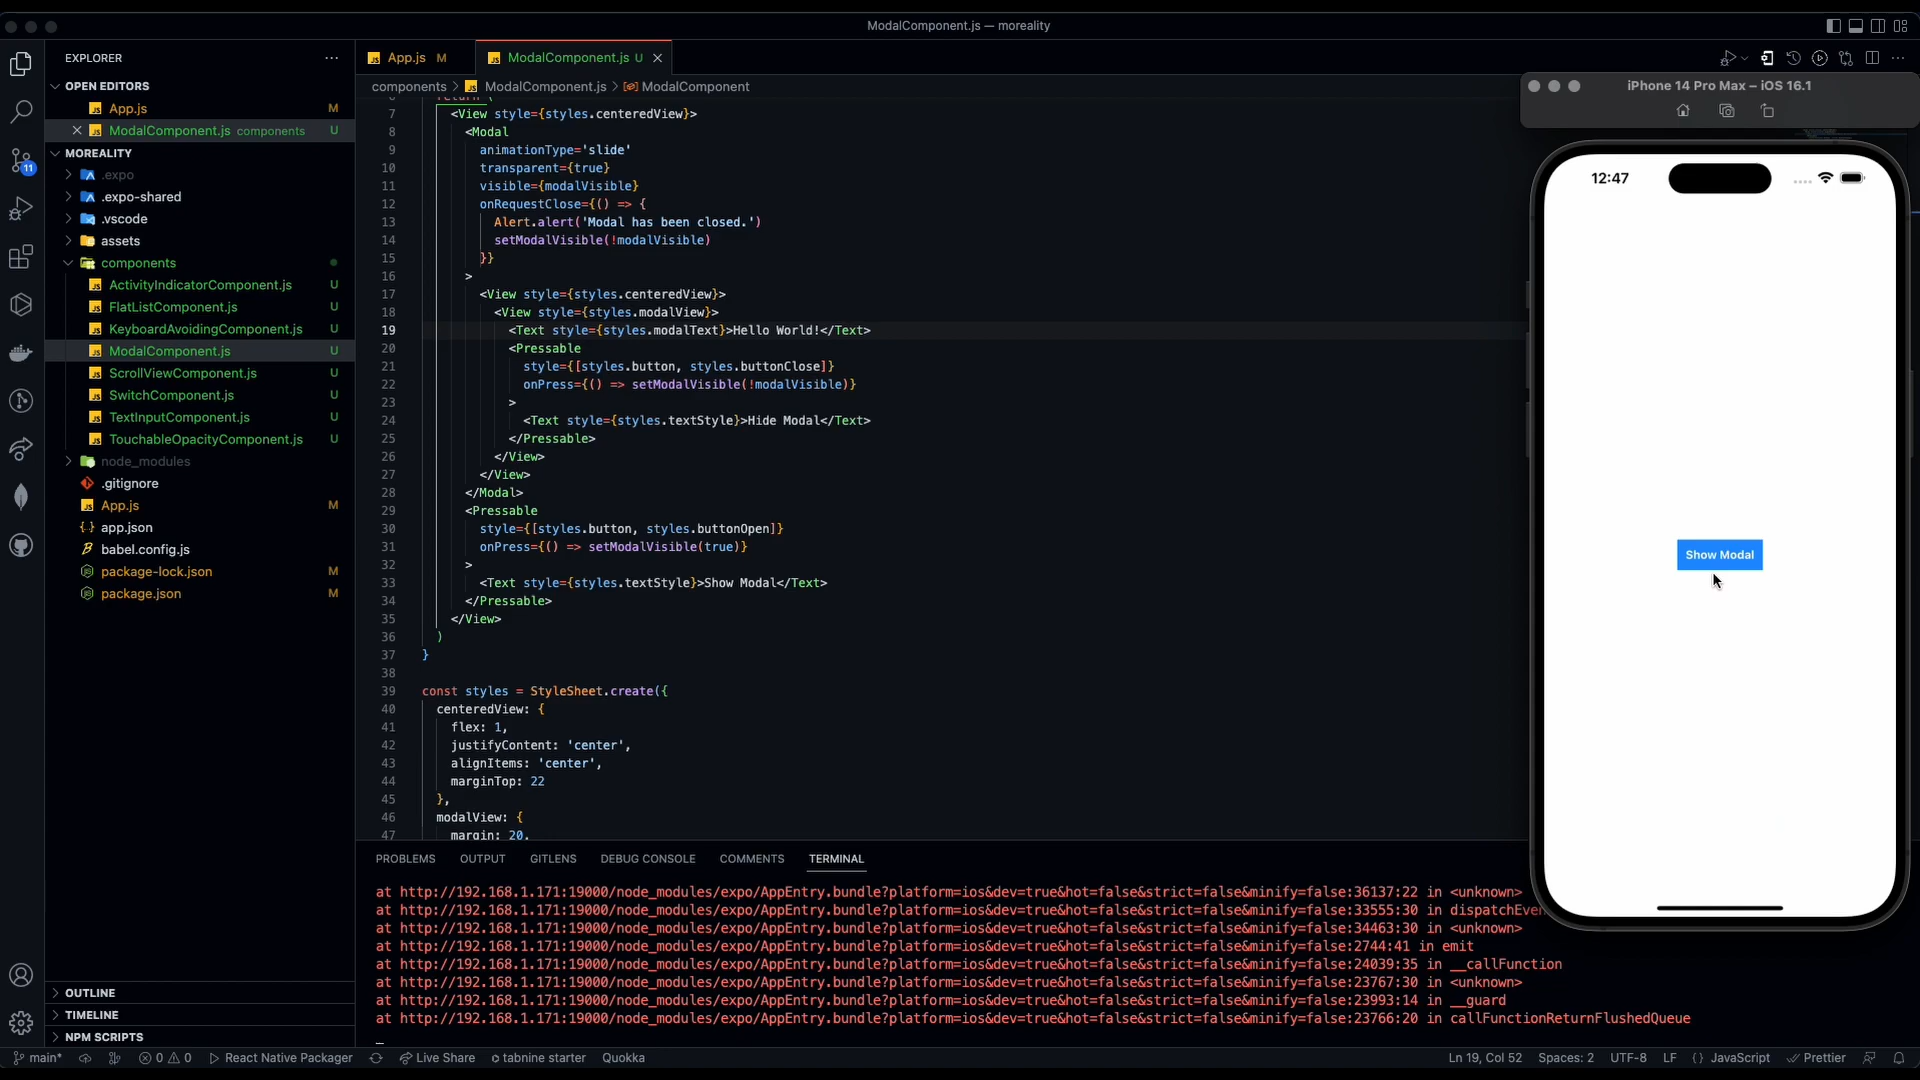 ModalComponent.js — moreality
EXPLORER
OPEN EDITORS
App.js M
ModalComponent.js components U
MOREALITY
.expo
.expo-shared
.vscode
assets
components
ActivityIndicatorComponent.js U
FlatListComponent.js U
KeyboardAvoidingComponent.js U
ModalComponent.js U
ScrollViewComponent.js U
SwitchComponent.js U
TextInputComponent.js U
TouchableOpacityComponent.js U
node_modules
.gitignore
App.js M
app.json
babel.config.js
package-lock.json M
package.json M
OUTLINE
TIMELINE
NPM SCRIPTS
11
App.js M
ModalComponent.js U
components > ModalComponent.js > ModalComponent
6 return (
7 <View style={styles.centeredView}>
8 <Modal
9 animationType='slide'
10 transparent={true}
11 visible={modalVisible}
12 onRequestClose={() => {
13 Alert.alert('Modal has been closed.')
14 setModalVisible(!modalVisible)
15 }}
16 >
17 <View style={styles.centeredView}>
18 <View style={styles.modalView}>
19 <Text style={styles.modalText}>Hello World!</Text>
20 <Pressable
21 style={[styles.button, styles.buttonClose]}
22 onPress={() => setModalVisible(!modalVisible)}
23 >
24 <Text style={styles.textStyle}>Hide Modal</Text>
25 </Pressable>
26 </View>
27 </View>
28 </Modal>
29 <Pressable
30 style={[styles.button, styles.buttonOpen]}
31 onPress={() => setModalVisible(true)}
32 >
33 <Text style={styles.textStyle}>Show Modal</Text>
34 </Pressable>
35 </View>
36 )
37 }
38
39 const styles = StyleSheet.create({
40 centeredView: {
41 flex: 1,
42 justifyContent: 'center',
43 alignItems: 'center',
44 marginTop: 22
45 },
46 modalView: {
47 margin: 20,
PROBLEMS OUTPUT GITLENS DEBUG CONSOLE COMMENTS TERMINAL
at http://192.168.1.171:19000/node_modules/expo/AppEntry.bundle?platform=ios&dev=true&hot=false&strict=false&minify=false:36137:22 in <unknown>
at http://192.168.1.171:19000/node_modules/expo/AppEntry.bundle?platform=ios&dev=true&hot=false&strict=false&minify=false:33555:30 in dispatchEven
at http://192.168.1.171:19000/node_modules/expo/AppEntry.bundle?platform=ios&dev=true&hot=false&strict=false&minify=false:34463:30 in <unknown>
at http://192.168.1.171:19000/node_modules/expo/AppEntry.bundle?platform=ios&dev=true&hot=false&strict=false&minify=false:2744:41 in emit
at http://192.168.1.171:19000/node_modules/expo/AppEntry.bundle?platform=ios&dev=true&hot=false&strict=false&minify=false:24039:35 in __callFunction
at http://192.168.1.171:19000/node_modules/expo/AppEntry.bundle?platform=ios&dev=true&hot=false&strict=false&minify=false:23767:30 in <unknown>
at http://192.168.1.171:19000/node_modules/expo/AppEntry.bundle?platform=ios&dev=true&hot=false&strict=false&minify=false:23993:14 in __guard
at http://192.168.1.171:19000/node_modules/expo/AppEntry.bundle?platform=ios&dev=true&hot=false&strict=false&minify=false:23766:20 in callFunctionReturnFlushedQueue
iPhone 14 Pro Max – iOS 16.1
12:47
Show Modal
main* 0 0 React Native Packager Live Share tabnine starter Quokka Ln 19, Col 52 Spaces: 2 UTF-8 LF {} JavaScript Prettier